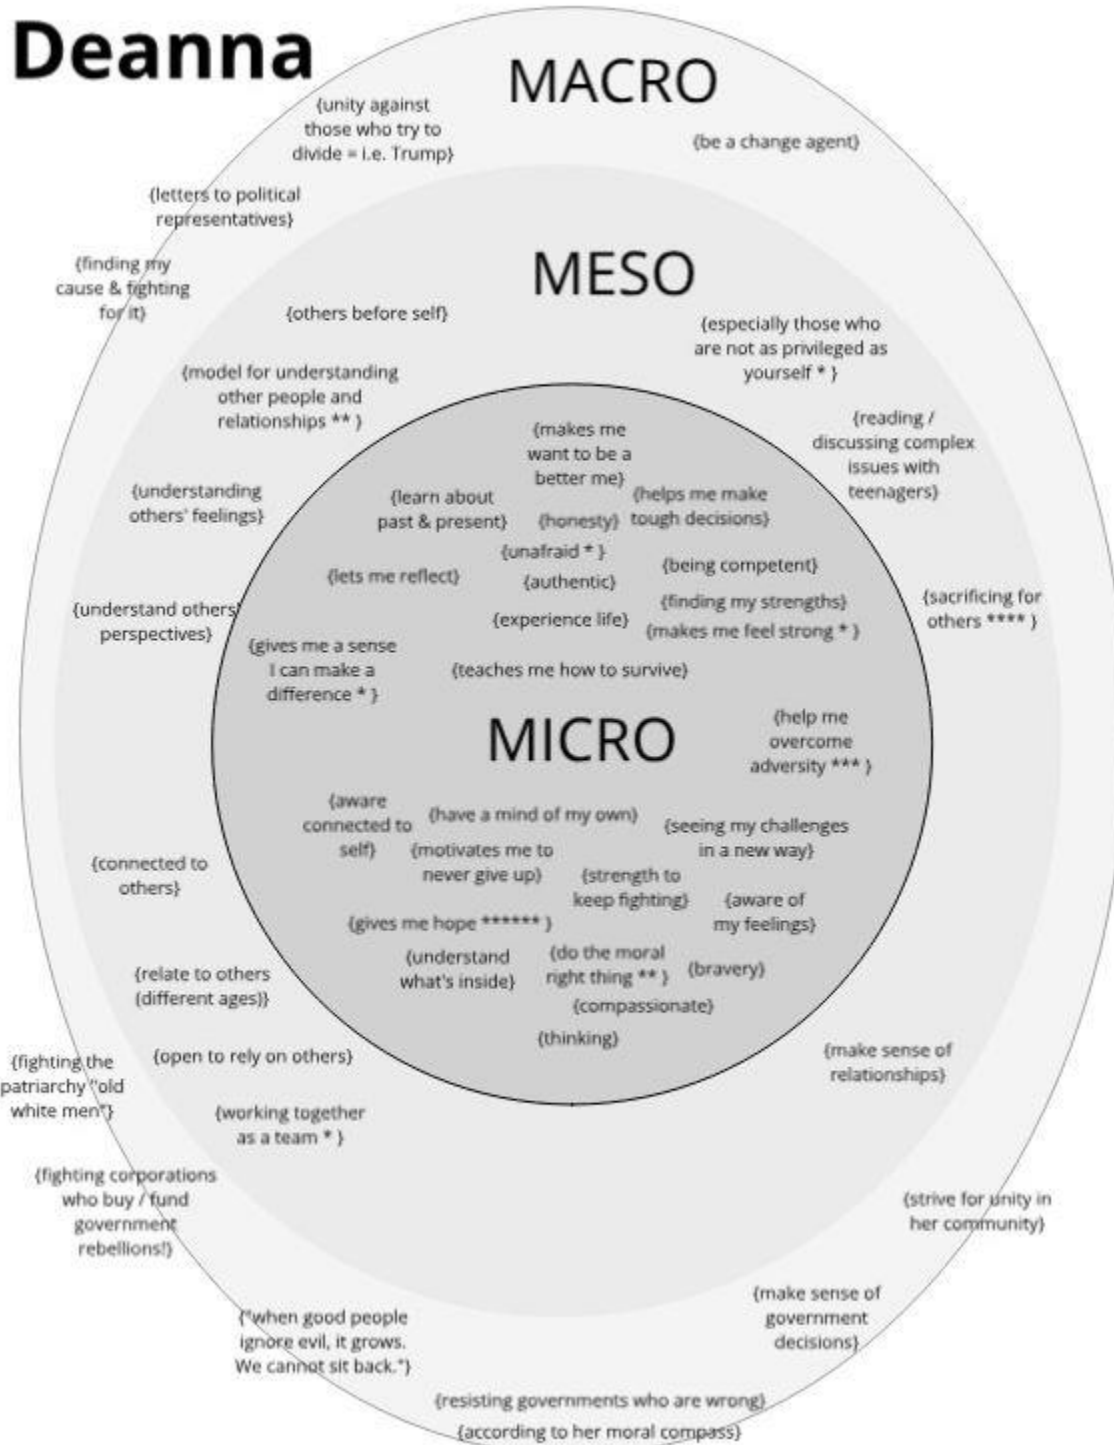 Deanna
MACRO
{unity against
those who try to
divide = i.e. Trump}
{be a change agent}
{letters to political
representatives}
{finding my
cause & fighting
for it}
MESO
{others before self}
{especially those who
are not as privileged as
yourself * }
{model for understanding
other people and
relationships ** }
{reading /
discussing complex
issues with
teenagers}
{understanding
others' feelings}
{makes me
want to be a
better me}
{learn about
past & present}
{honesty}
{helps me make
tough decisions}
{unafraid * }
{lets me reflect}
{authentic}
{being competent}
{understand others'
perspectives}
{experience life}
{finding my strengths}
{makes me feel strong * }
{sacrificing for
others **** }
{gives me a sense
I can make a
difference * }
{teaches me how to survive}
MICRO
{help me
overcome
adversity *** }
{aware
connected to
self}
{have a mind of my own}
{seeing my challenges
in a new way}
{motivates me to
never give up}
{connected to
others}
{strength to
keep fighting}
{aware of
my feelings}
{gives me hope ****** }
{understand
what's inside}
{do the moral
right thing ** }
{bravery}
{relate to others
(different ages)}
{compassionate}
{thinking}
{open to rely on others}
{make sense of
relationships}
{fighting the
patriarchy "old
white men"}
{working together
as a team * }
{fighting corporations
who buy / fund
government
rebellions!}
{strive for unity in
her community}
{make sense of
government
decisions}
{"when good people
ignore evil, it grows.
We cannot sit back."}
{resisting governments who are wrong}
{according to her moral compass}